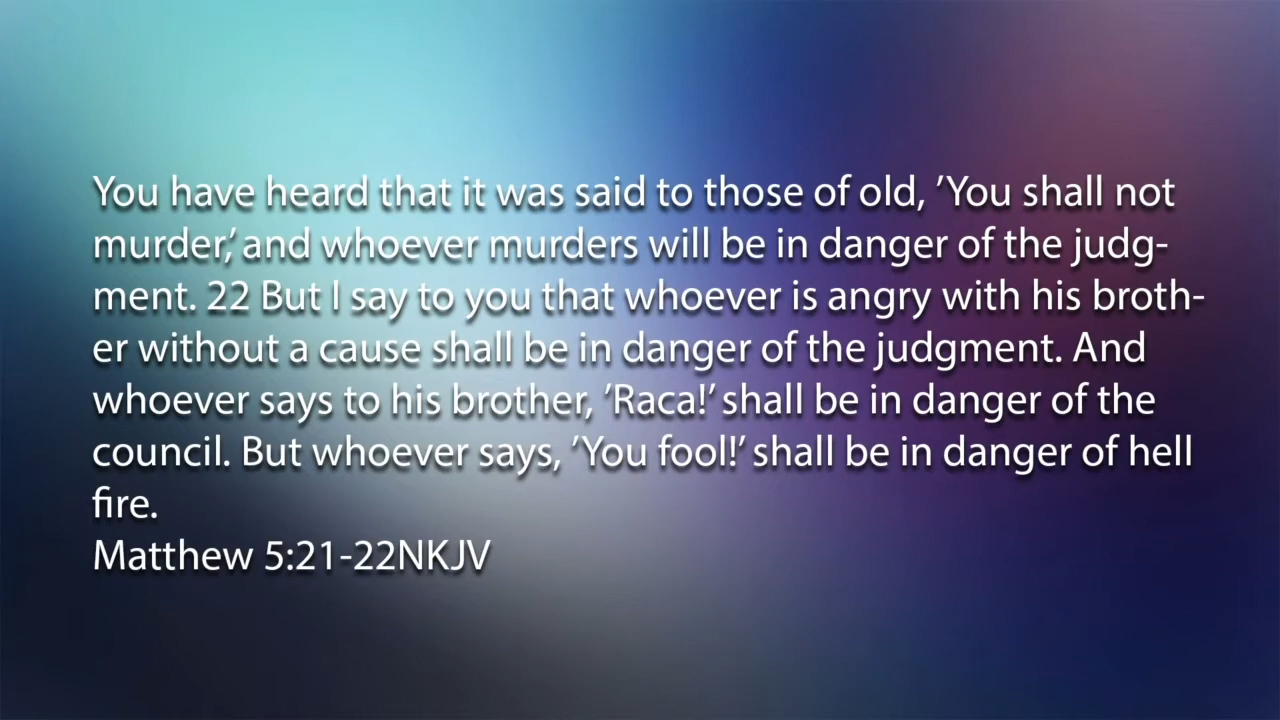 You have heard that it was said to those of old, ’You shall not
murder,’ and whoever murders will be in danger of the judg-
ment. 22 But I say to you that whoever is angry with his broth-
er without a cause shall be in danger of the judgment. And
whoever says to his brother, ’Raca!’ shall be in danger of the
council. But whoever says, ’You fool!’ shall be in danger of hell
fire.
Matthew 5:21-22NKJV